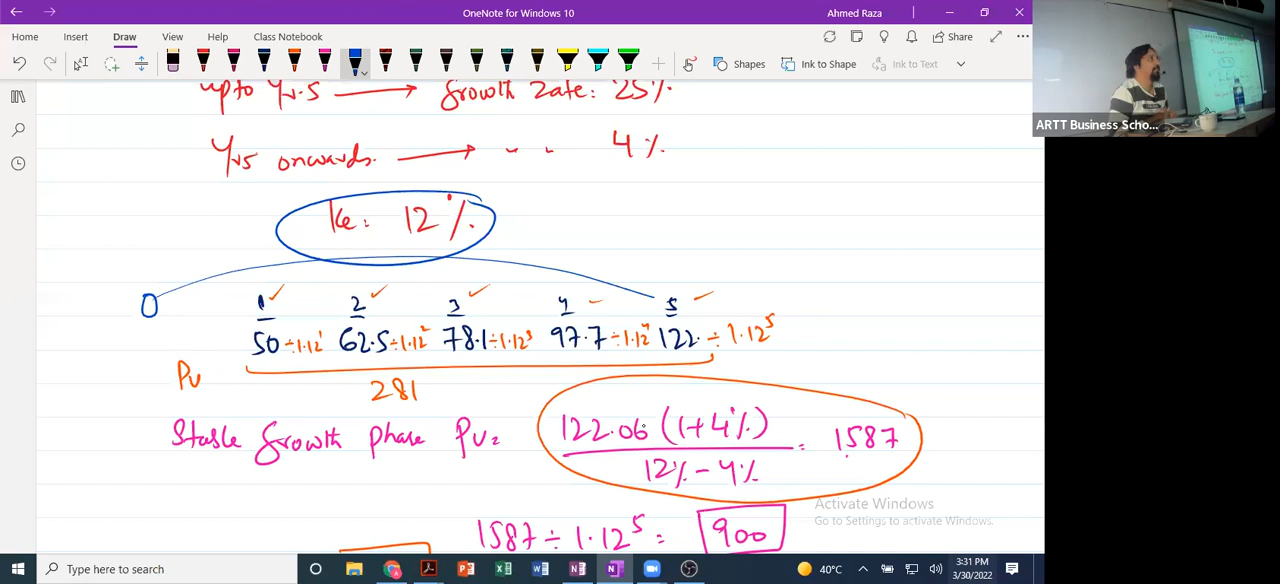 OneNote for Windows 10
Ahmed Raza
Home Insert Draw View Help Class Notebook
Share
Shapes Ink to Shape Ink to Text
ARTT Business Scho...
upto Yr.5 → Growth Rate: 25%.
Yr5 onwards. → " " 4%.
Ke: 12%.
0 1 ✓ 2 ✓ 3 ✓ 4 ✓ 5 ✓
50 ÷1.12¹ 62.5÷1.12² 78.1÷1.12³ 97.7÷1.12⁴ 122. ÷ 1.12⁵
Pv
281
Stable Growth phase Pv= 122.06 (1+4%) / 12% - 4% = 1587
1587 ÷ 1.12⁵ = 900
Activate Windows
Go to Settings to activate Windows.
Type here to search
40°C
3:31 PM
3/30/2022